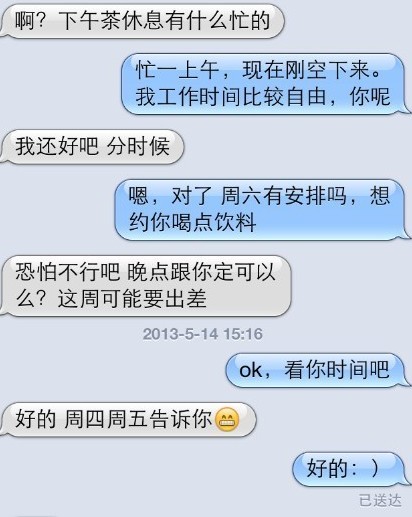 啊？下午茶休息有什么忙的
忙一上午，现在刚空下来。
我工作时间比较自由，你呢
我还好吧 分时候
嗯，对了 周六有安排吗，想
约你喝点饮料
恐怕不行吧 晚点跟你定可以
么？这周可能要出差
2013-5-14 15:16
ok，看你时间吧
好的 周四周五告诉你😁
好的：）
已送达